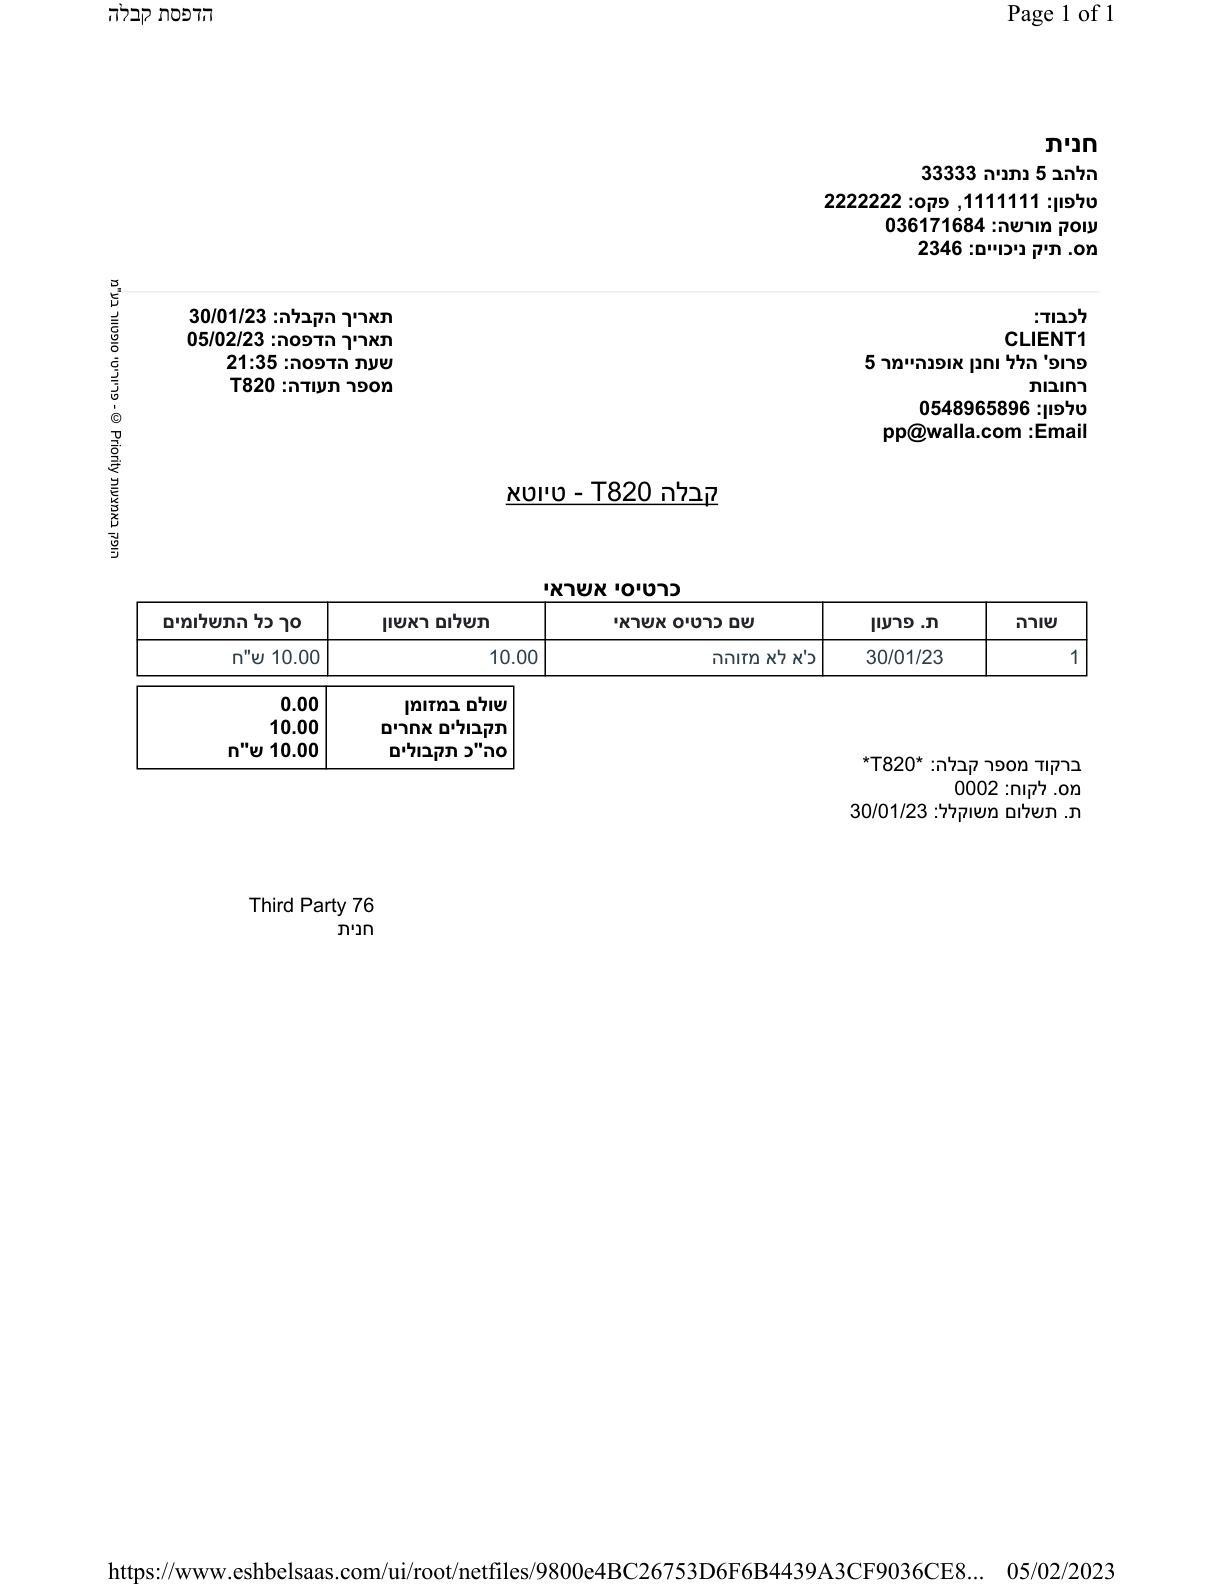 הדפסת קבלה
Page 1 of 1
חנית
הלהב 5 נתניה 33333
טלפון: 1111111, פקס: 2222222
עוסק מורשה: 036171684
מס. תיק ניכויים: 2346
לכבוד:
CLIENT1
פרופ' הלל וחנן אופנהיימר 5
רחובות
טלפון: 0548965896
Email: pp@walla.com
תאריך הקבלה: 30/01/23
תאריך הדפסה: 05/02/23
שעת הדפסה: 21:35
מספר תעודה: T820
הופק באמצעות Priority © - פריוריטי סופטוור בע"מ
קבלה T820 - טיוטא
כרטיסי אשראי
שורה ת. פרעון שם כרטיס אשראי תשלום ראשון סך כל התשלומים
1 30/01/23 כ'א לא מזוהה 10.00 10.00 ש"ח
שולם במזומן 0.00
תקבולים אחרים 10.00
סה"כ תקבולים 10.00 ש"ח
ברקוד מספר קבלה: *T820*
מס. לקוח: 0002
ת. תשלום משוקלל: 30/01/23
Third Party 76
חנית
https://www.eshbelsaas.com/ui/root/netfiles/9800e4BC26753D6F6B4439A3CF9036CE8... 05/02/2023